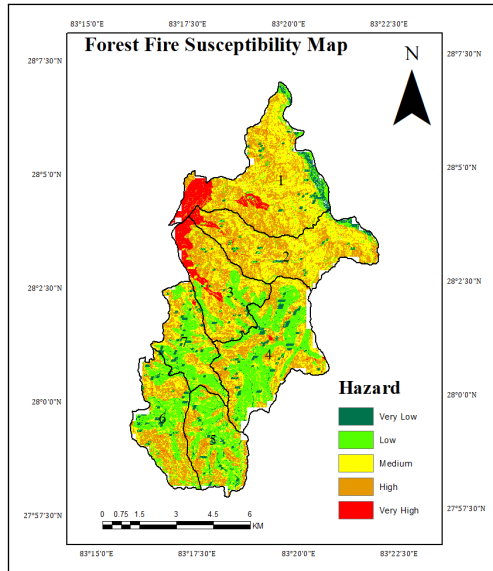 83°15'0"E 83°17'30"E 83°20'0"E 83°22'30"E
Forest Fire Susceptibility Map
N
28°7'30"N 28°7'30"N
28°5'0"N 28°5'0"N
1
2
28°2'30"N 28°2'30"N
3
7
4
Hazard
28°0'0"N 28°0'0"N
Very Low
6
Low
5
Medium
High
Very High
0 0.75 1.5 3 4.5 6
KM
27°57'30"N 27°57'30"N
83°15'0"E 83°17'30"E 83°20'0"E 83°22'30"E